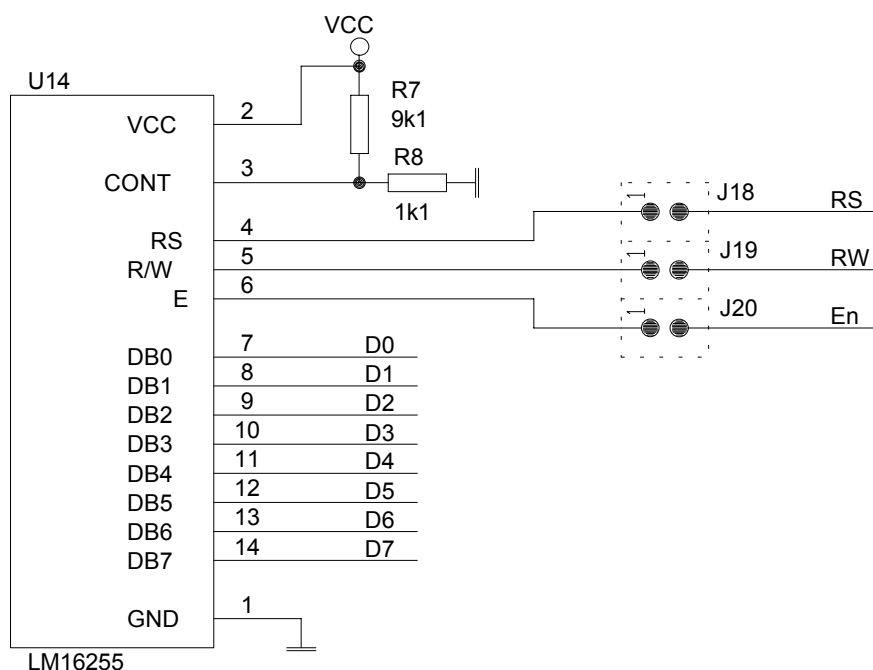 VCC
U14
R7
9k1
2
VCC
R8
3
CONT
1k1
J18
RS
4
RS
J19
RW
5
R/W
6
E
J20
En
7
D0
DB0
8
D1
DB1
9
D2
DB2
10
D3
DB3
11
D4
DB4
12
D5
DB5
13
D6
DB6
14
D7
DB7
1
GND
LM16255